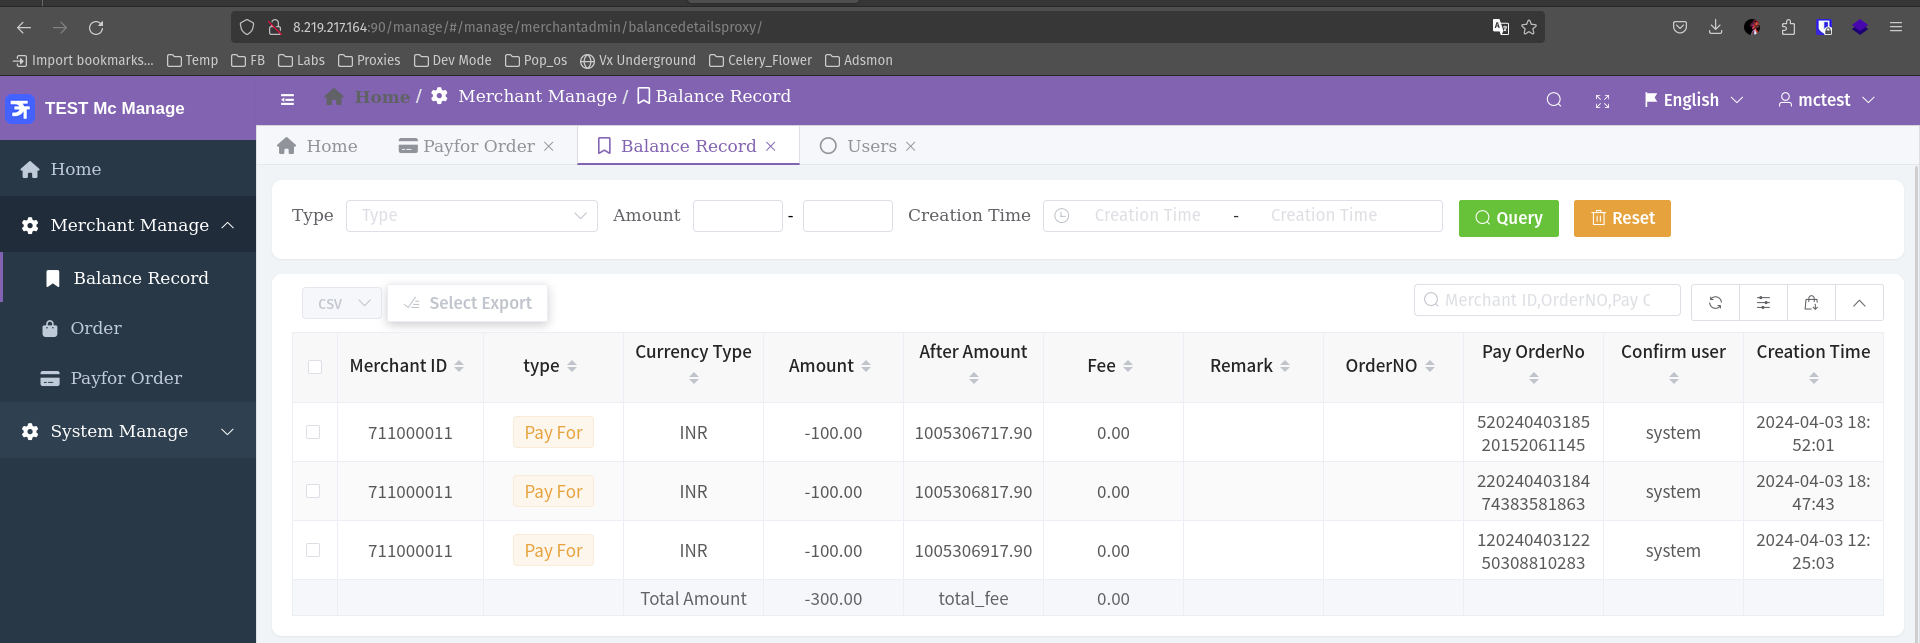 8.219.217.164:90/manage/#/manage/merchantadmin/balancedetailsproxy/
Import bookmarks... Temp FB Labs Proxies Dev Mode Pop_os Vx Underground Celery_Flower Adsmon
TEST Mc Manage
Home / Merchant Manage / Balance Record
English mctest
Home Payfor Order Balance Record Users
Home
Merchant Manage
Balance Record
Order
Payfor Order
System Manage
Type Type Amount - Creation Time Creation Time - Creation Time Query Reset
csv Select Export Merchant ID,OrderNO,Pay C
Merchant ID type Currency Type Amount After Amount Fee Remark OrderNO Pay OrderNo Confirm user Creation Time
711000011 Pay For INR -100.00 1005306717.90 0.00 520240403185 system 2024-04-03 18:
20152061145 52:01
711000011 Pay For INR -100.00 1005306817.90 0.00 220240403184 system 2024-04-03 18:
74383581863 47:43
711000011 Pay For INR -100.00 1005306917.90 0.00 120240403122 system 2024-04-03 12:
50308810283 25:03
Total Amount -300.00 total_fee 0.00